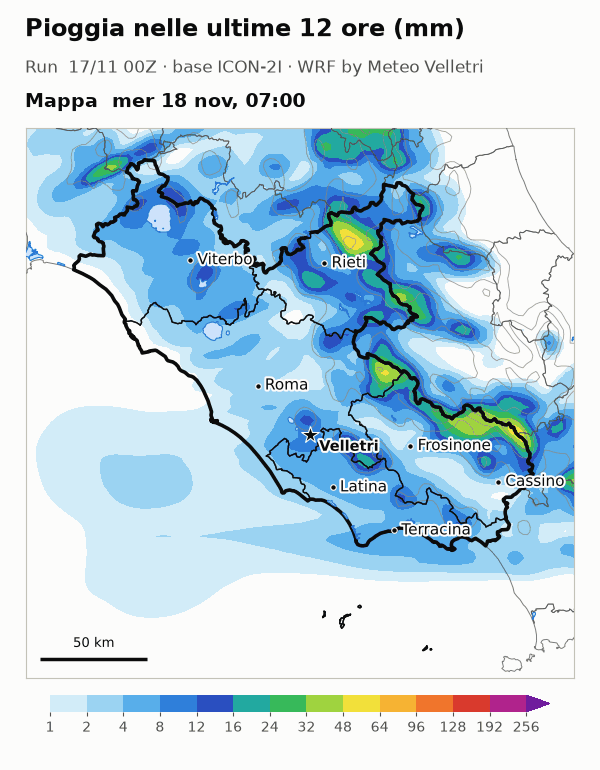 Pioggia nelle ultime 12 ore (mm)
Run  17/11 00Z · base ICON-2I · WRF by Meteo Velletri
Mappa  mer 18 nov, 07:00
Viterbo
Rieti
Roma
Velletri
Frosinone
Latina
Cassino
Terracina
50 km
1 2 4 8 12 16 24 32 48 64 96 128 192 256